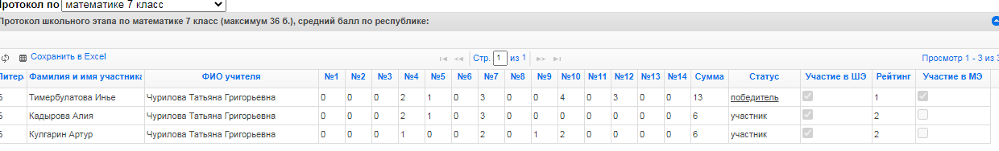 Протокол по математике 7 класс
Протокол школьного этапа по математике 7 класс (максимум 36 б.), средний балл по республике:
Сохранить в Excel Стр. 1 из 1 Просмотр 1 - 3 из 3
Литера Фамилия и имя участника ФИО учителя №1 №2 №3 №4 №5 №6 №7 №8 №9 №10 №11 №12 №13 №14 Сумма Статус Участие в ШЭ Рейтинг Участие в МЭ
Тимербулатова Инье Чурилова Татьяна Григорьевна 0 0 0 2 1 0 3 0 0 4 0 3 0 0 13 победитель 1
Кадырова Алия Чурилова Татьяна Григорьевна 0 0 0 2 1 0 3 0 0 0 0 0 0 0 6 участник 2
Кулгарин Артур Чурилова Татьяна Григорьевна 0 0 0 1 0 0 2 0 1 2 0 0 0 0 6 участник 2